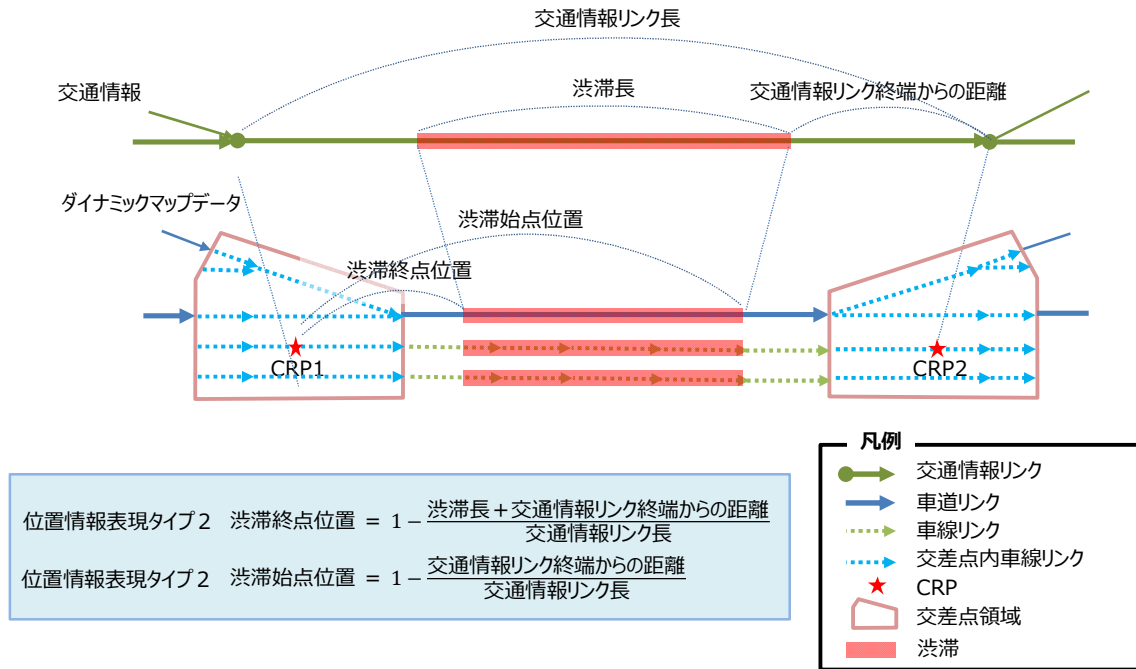 交通情報リンク長
交通情報
渋滞長
交通情報リンク終端からの距離
ダイナミックマップデータ
渋滞始点位置
渋滞終点位置
CRP1
CRP2
位置情報表現タイプ２ 渋滞終点位置 = 1 − 渋滞長＋交通情報リンク終端からの距離
交通情報リンク長
位置情報表現タイプ２ 渋滞始点位置 = 1 − 交通情報リンク終端からの距離
交通情報リンク長
凡例
交通情報リンク
車道リンク
車線リンク
交差点内車線リンク
CRP
交差点領域
渋滞